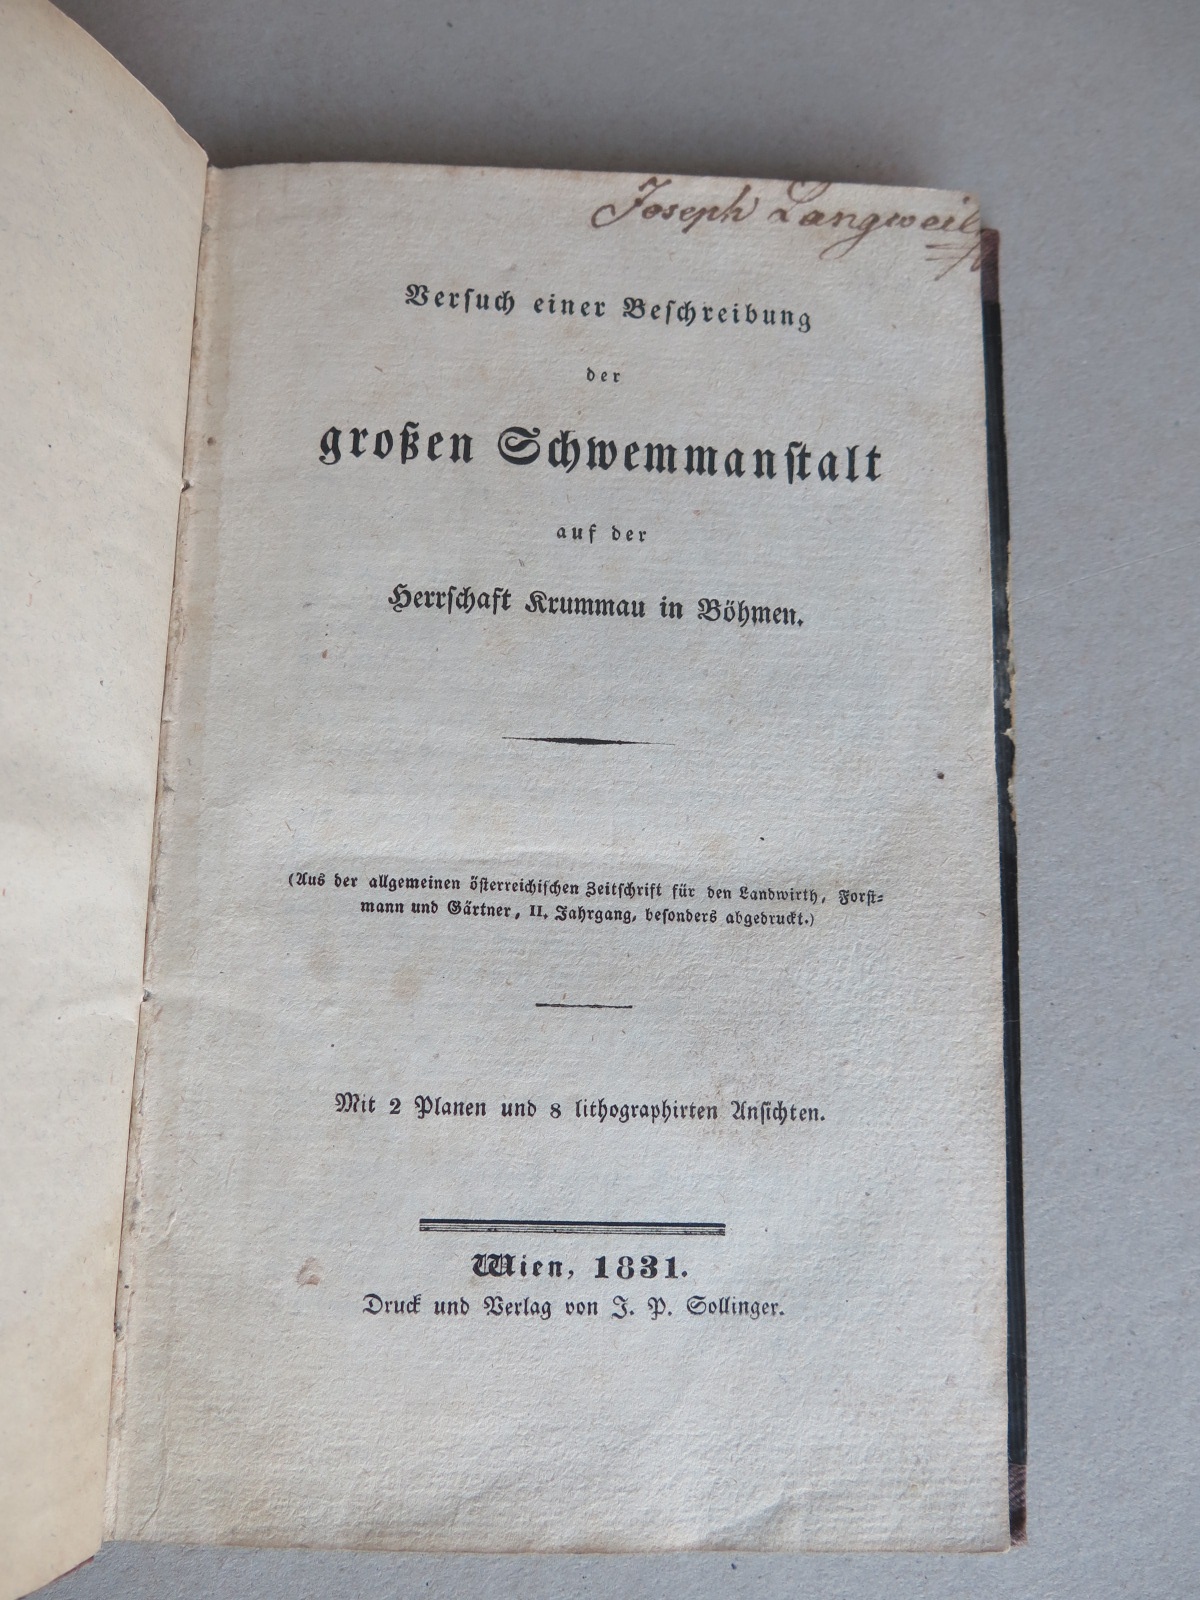 Joseph Langweil
Versuch einer Beschreibung
der
großen Schwemmanstalt
auf der
Herrschaft Krummau in Böhmen.
(Aus der allgemeinen österreichischen Zeitschrift für den Landwirth, Forst-
mann und Gärtner, II. Jahrgang, besonders abgedruckt.)
Mit 2 Planen und 8 lithographirten Ansichten.
Wien, 1831.
Druck und Verlag von J. P. Sollinger.